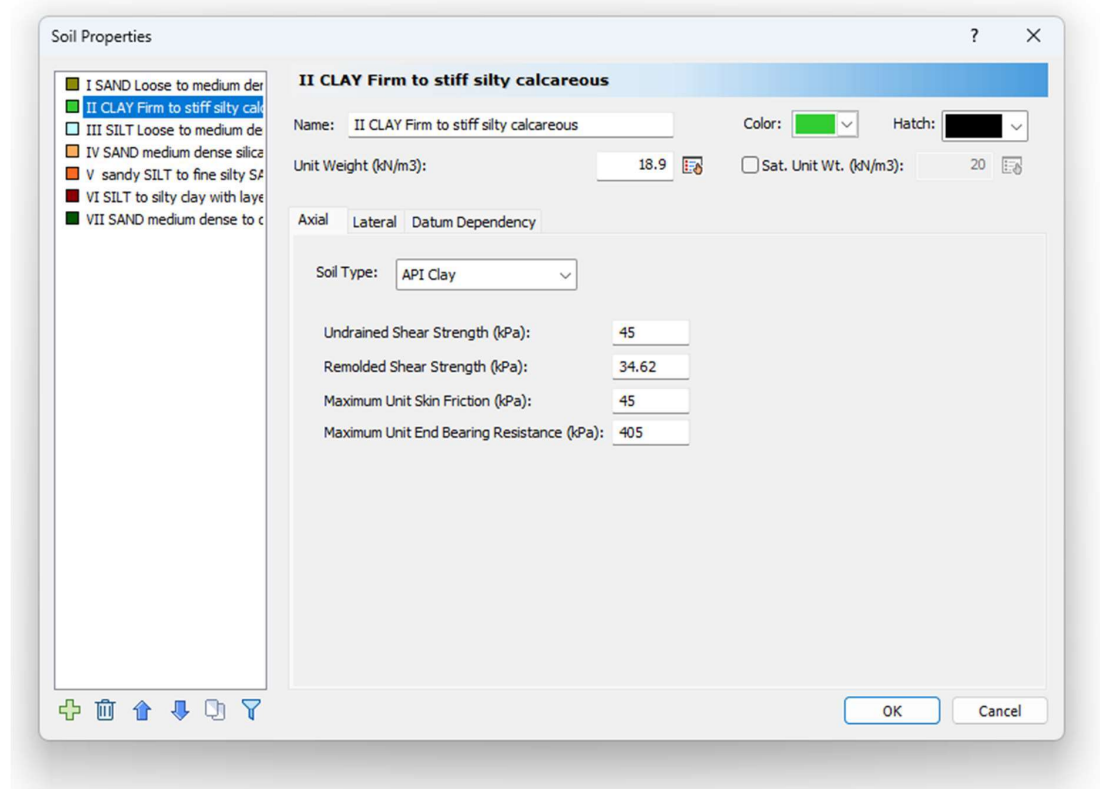 Soil Properties
?
I SAND Loose to medium der
II CLAY Firm to stiff silty calc
III SILT Loose to medium de
IV SAND medium dense silica
V sandy SILT to fine silty SA
VI SILT to silty clay with laye
VII SAND medium dense to c
II CLAY Firm to stiff silty calcareous
Name: II CLAY Firm to stiff silty calcareous Color: Hatch:
Unit Weight (kN/m3): 18.9 Sat. Unit Wt. (kN/m3): 20
Axial Lateral Datum Dependency
Soil Type: API Clay
Undrained Shear Strength (kPa): 45
Remolded Shear Strength (kPa): 34.62
Maximum Unit Skin Friction (kPa): 45
Maximum Unit End Bearing Resistance (kPa): 405
OK Cancel